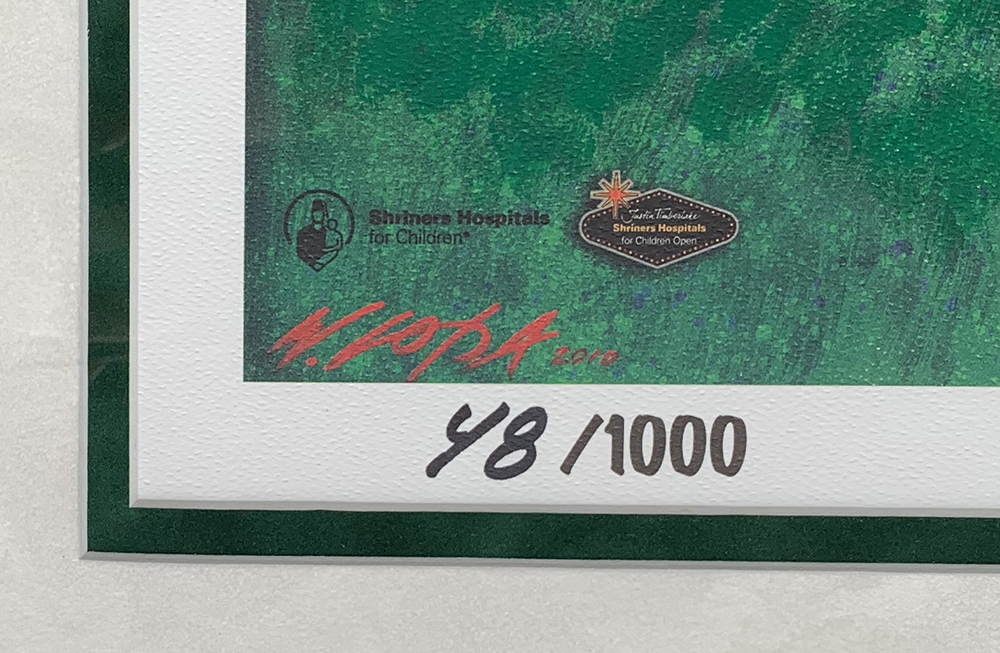 Shriners Hospitals
for Children®
Justin Timberlake
Shriners Hospitals
for Children Open
2010
48/1000